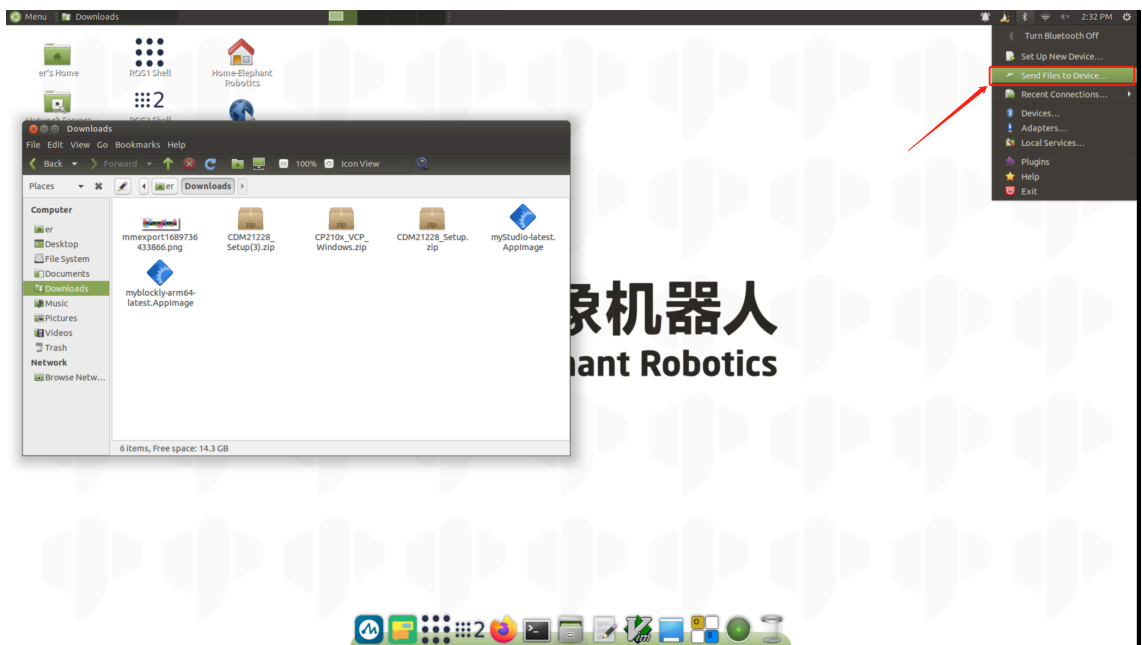 Menu Downloads 2:32 PM
er's Home ROS1 Shell Home-Elephant
Robotics
2
Turn Bluetooth Off
Set Up New Device...
Send Files to Device...
Recent Connections...
Devices...
Adapters...
Local Services...
Plugins
Help
Exit
Downloads
File Edit View Go Bookmarks Help
Back Forward 100% Icon View
Places er Downloads
Computer
er
Desktop
File System
Documents
Downloads
Music
Pictures
Videos
Trash
Network
Browse Netw...
zip zip zip
mmexport1689736 CDM21228_ CP210x_VCP_ CDM21228_Setup. myStudio-latest.
433866.png Setup(3).zip Windows.zip zip AppImage
myblockly-arm64-
latest.AppImage
6 items, Free space: 14.3 GB
象机器人
ant Robotics
2